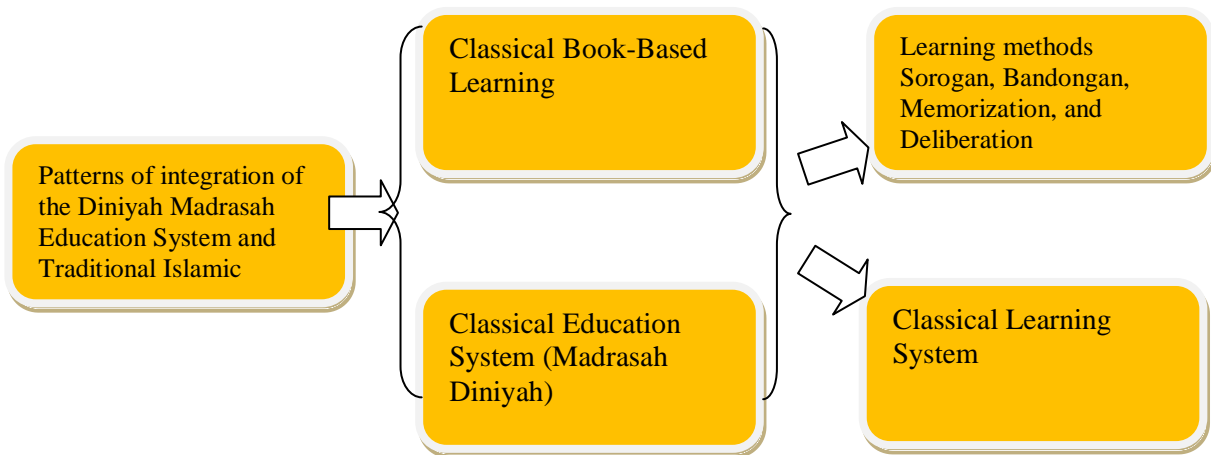 Patterns of integration of
the Diniyah Madrasah
Education System and
Traditional Islamic
Classical Book-Based
Learning
Classical Education
System (Madrasah
Diniyah)
Learning methods
Sorogan, Bandongan,
Memorization, and
Deliberation
Classical Learning
System